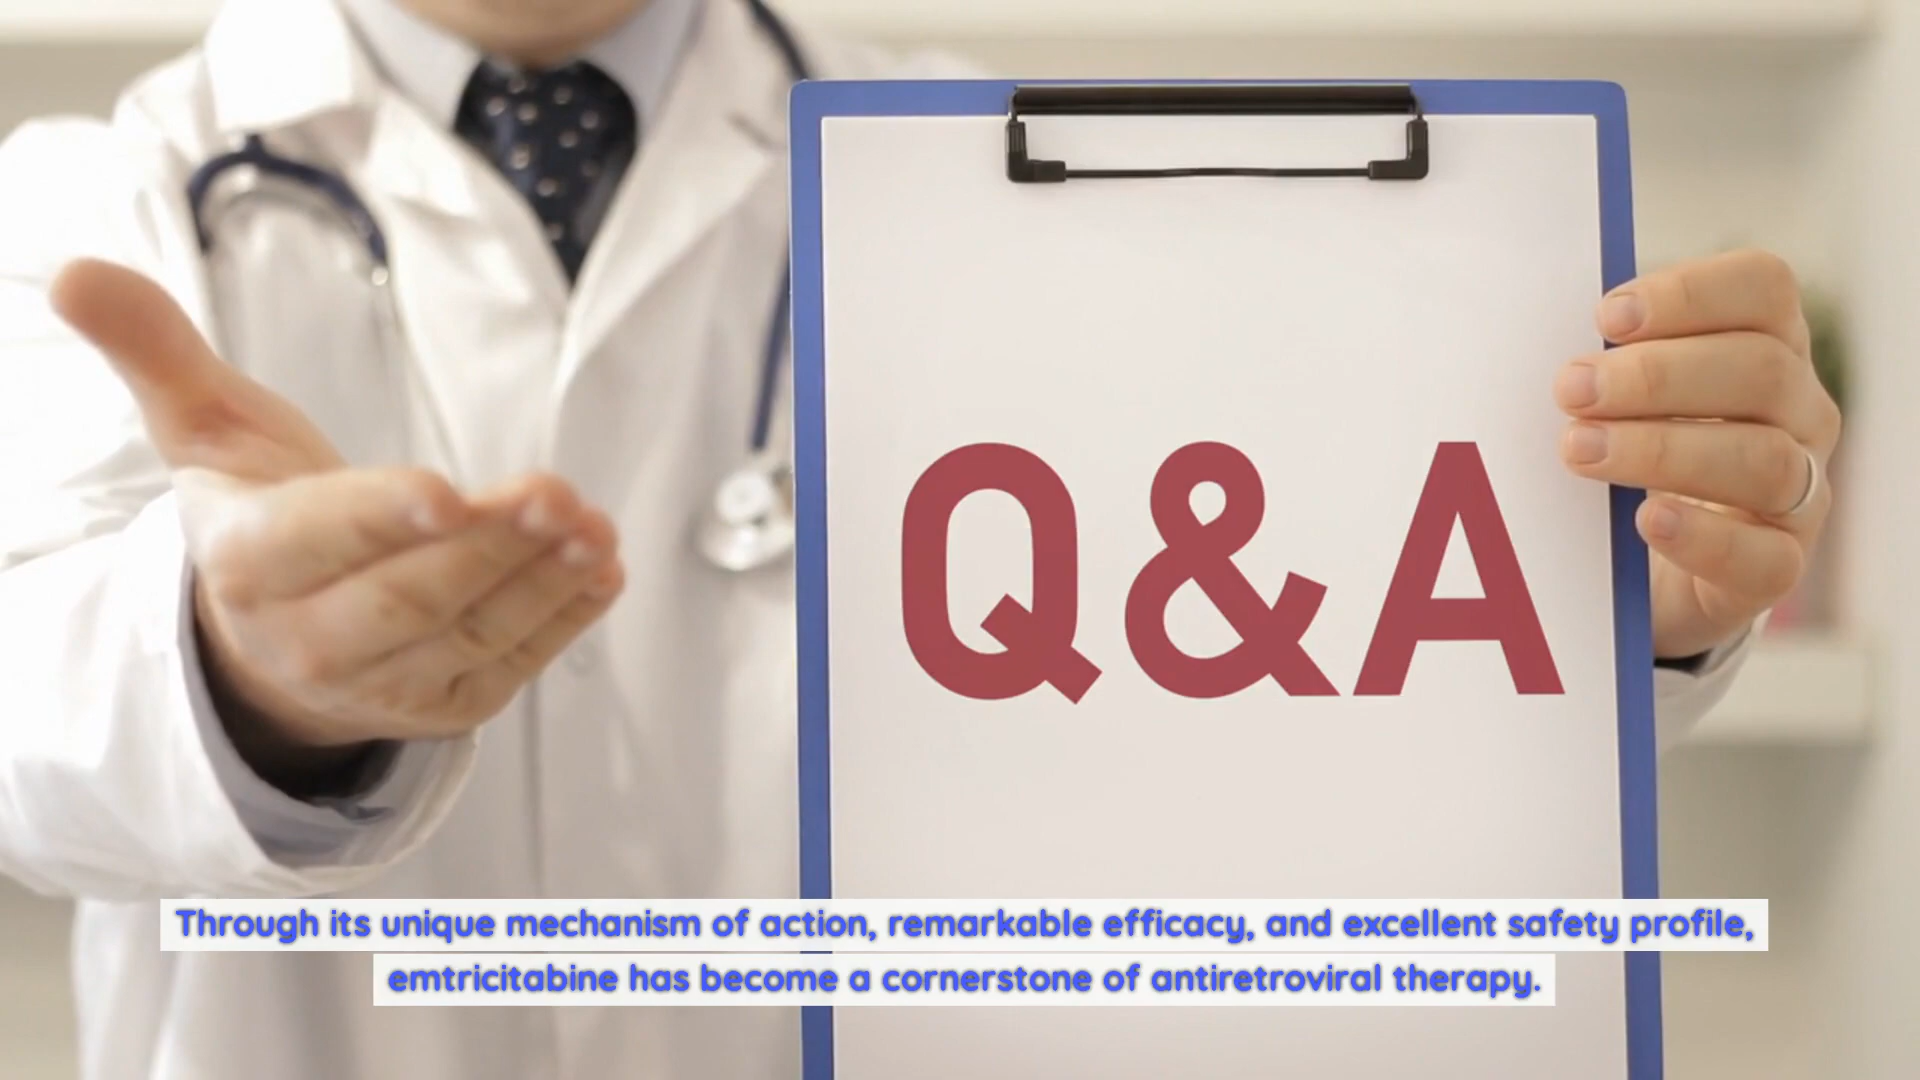 Q&A
Through its unique mechanism of action, remarkable efficacy, and excellent safety profile,
emtricitabine has become a cornerstone of antiretroviral therapy.